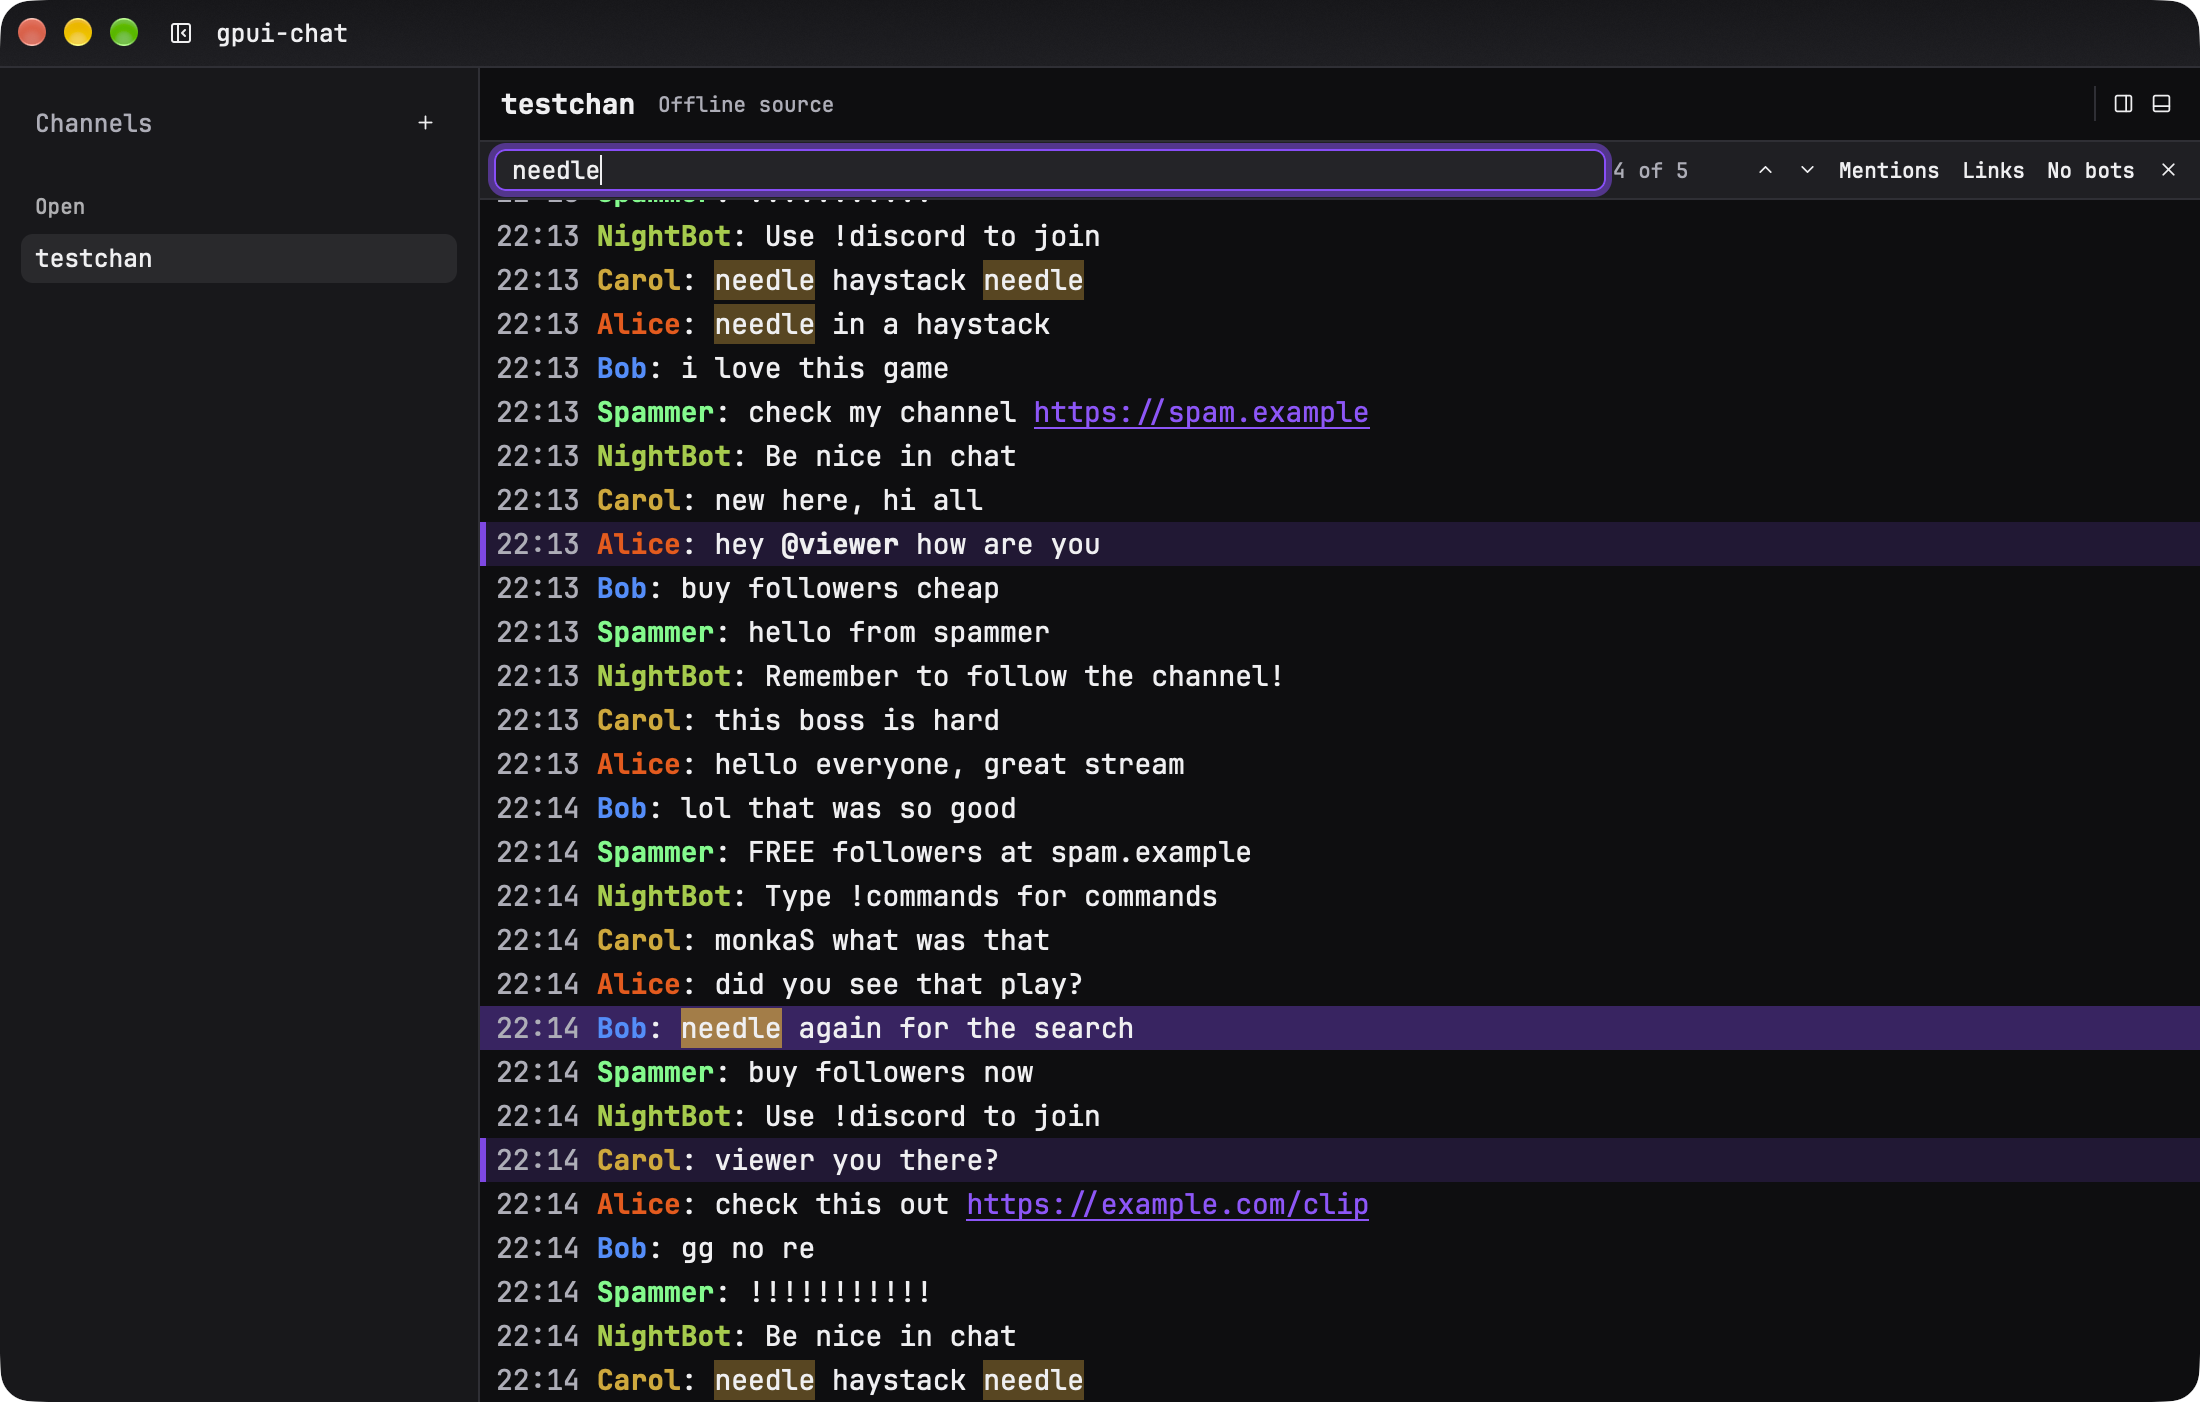 gpui-chat
Channels
Open
testchan
testchan Offline source
needle 4 of 5 Mentions Links No bots
22:13 NightBot: Use !discord to join
22:13 Carol: needle haystack needle
22:13 Alice: needle in a haystack
22:13 Bob: i love this game
22:13 Spammer: check my channel https://spam.example
22:13 NightBot: Be nice in chat
22:13 Carol: new here, hi all
22:13 Alice: hey @viewer how are you
22:13 Bob: buy followers cheap
22:13 Spammer: hello from spammer
22:13 NightBot: Remember to follow the channel!
22:13 Carol: this boss is hard
22:13 Alice: hello everyone, great stream
22:14 Bob: lol that was so good
22:14 Spammer: FREE followers at spam.example
22:14 NightBot: Type !commands for commands
22:14 Carol: monkaS what was that
22:14 Alice: did you see that play?
22:14 Bob: needle again for the search
22:14 Spammer: buy followers now
22:14 NightBot: Use !discord to join
22:14 Carol: viewer you there?
22:14 Alice: check this out https://example.com/clip
22:14 Bob: gg no re
22:14 Spammer: !!!!!!!!!!!
22:14 NightBot: Be nice in chat
22:14 Carol: needle haystack needle